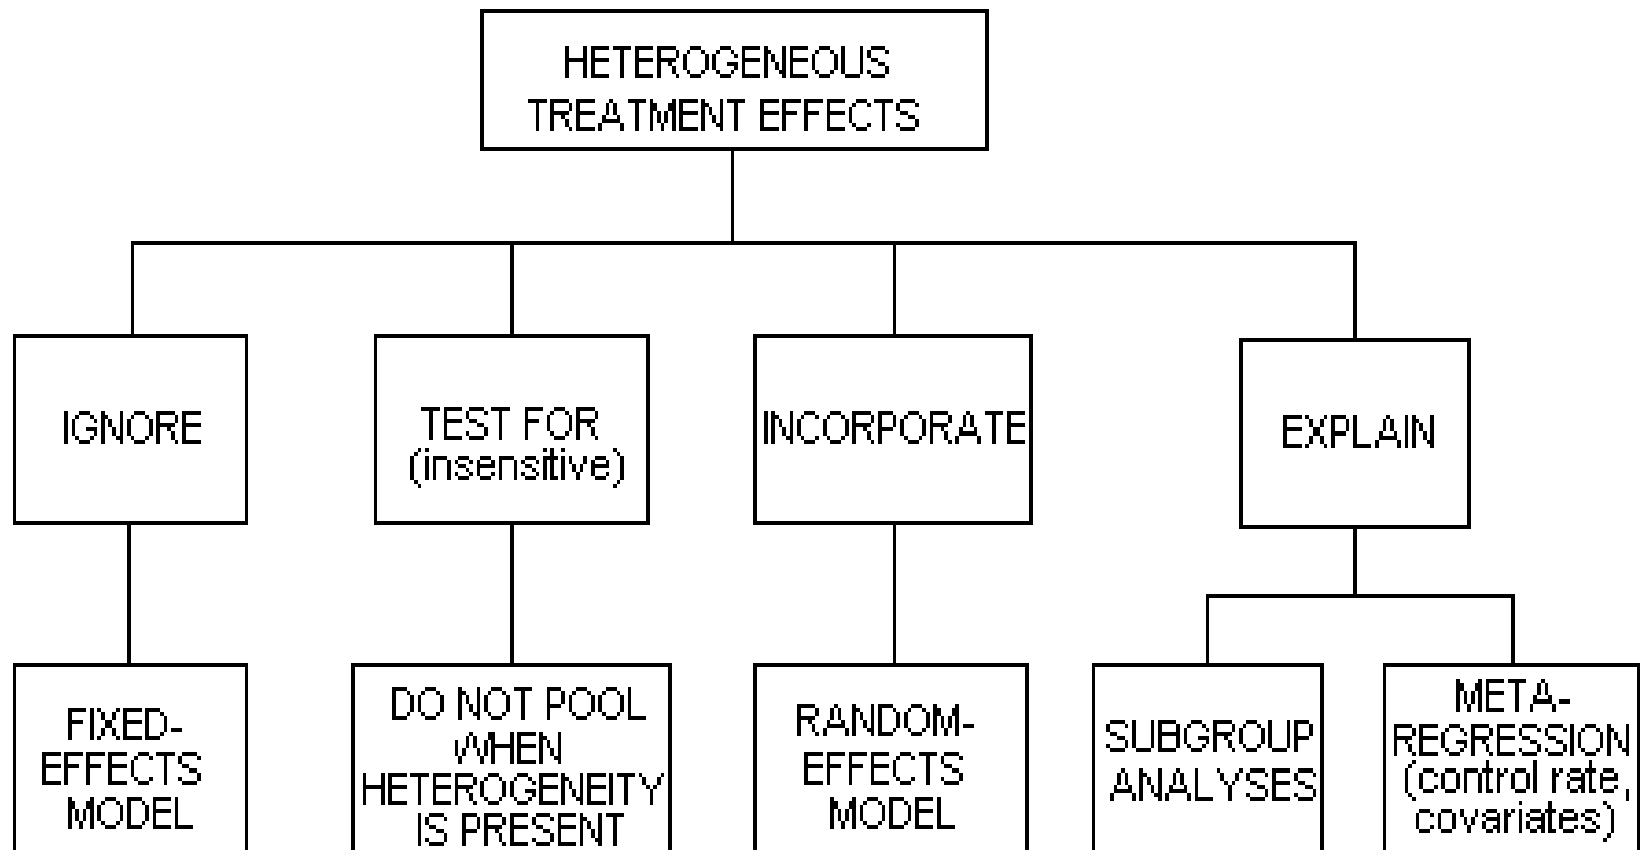 HETEROGENEOUS
TREATMENT EFFECTS
IGNORE
TEST FOR
(insensitive)
INCORPORATE
EXPLAIN
FIXED-
EFFECTS
MODEL
DO NOT POOL
WHEN
HETEROGENEITY
IS PRESENT
RANDOM-
EFFECTS
MODEL
SUBGROUP
ANALYSES
META-
REGRESSION
(control rate,
covariates)